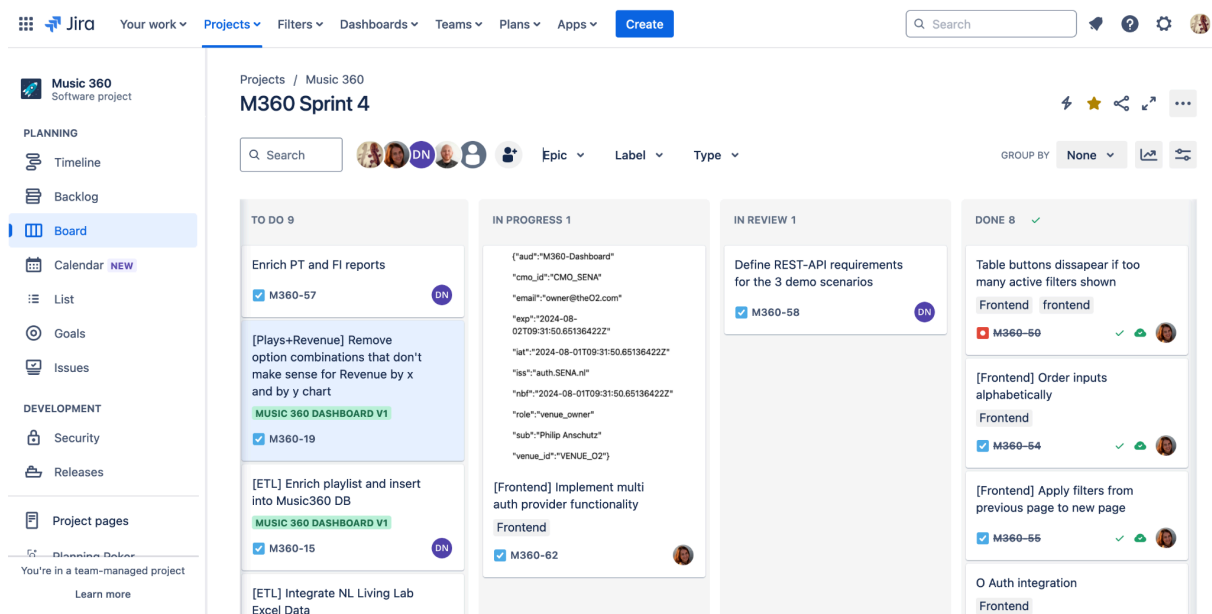 Jira Your work Projects Filters Dashboards Teams Plans Apps Create Search
Music 360
Software project
PLANNING
Timeline
Backlog
Board
Calendar NEW
List
Goals
Issues
DEVELOPMENT
Security
Releases
Project pages
Planning Poker
You're in a team-managed project
Learn more
Projects / Music 360
M360 Sprint 4
Search DN Epic Label Type GROUP BY None
TO DO 9
Enrich PT and FI reports
M360-57 DN
[Plays+Revenue] Remove
option combinations that don't
make sense for Revenue by x
and by y chart
MUSIC 360 DASHBOARD V1
M360-19
[ETL] Enrich playlist and insert
into Music360 DB
MUSIC 360 DASHBOARD V1
M360-15 DN
[ETL] Integrate NL Living Lab
Excel Data
IN PROGRESS 1
{"aud":"M360-Dashboard"
"cmo_id":"CMO_SENA"
"email":"owner@theO2.com"
"exp":"2024-08-
02T09:31:50.65136422Z"
"iat":"2024-08-01T09:31:50.65136422Z"
"iss":"auth.SENA.nl"
"nbf":"2024-08-01T09:31:50.65136422Z"
"role":"venue_owner"
"sub":"Philip Anschutz"
"venue_id":"VENUE_O2"}
[Frontend] Implement multi
auth provider functionality
Frontend
M360-62
IN REVIEW 1
Define REST-API requirements
for the 3 demo scenarios
M360-58 DN
DONE 8
Table buttons dissapear if too
many active filters shown
Frontend frontend
M360-50
[Frontend] Order inputs
alphabetically
Frontend
M360-54
[Frontend] Apply filters from
previous page to new page
M360-55
O Auth integration
Frontend